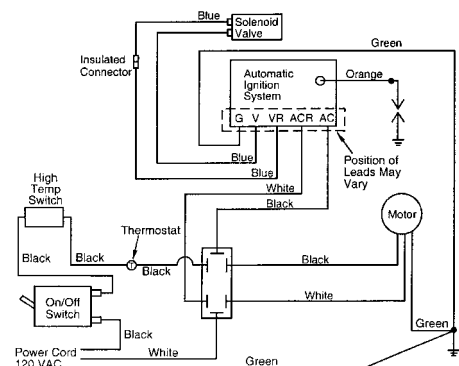 Blue
Solenoid
Valve
Green
Insulated
Connector
Automatic
Ignition
System
Orange
G V VR ACR AC
Blue
Blue
Position of
Leads May
Vary
White
Black
High
Temp
Switch
Motor
Thermostat
Black
Black
Black
Black
White
On/Off
Switch
Black
Green
Power Cord
120 VAC
White
Green